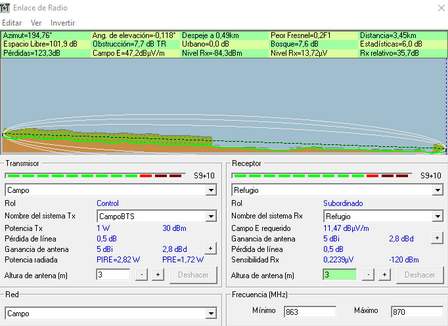 Enlace de Radio
Editar Ver Invertir
Azimut=194,76° Ang. de elevación=-0,118° Despeje a 0,49km Peor Fresnel=0,2F1 Distancia=3,45km
Espacio Libre=101,9 dB Obstrucción=7,7 dB TR Urbano=0,0 dB Bosque=7,6 dB Estadísticas=6,0 dB
Pérdidas=123,3dB Campo E=47,2dBµV/m Nivel Rx=-84,3dBm Nivel Rx=13,72µV Rx relativo=35,7dB
Transmisor
S9+10
Campo
Rol Control
Nombre del sistema Tx CampoBTS
Potencia Tx 1 W 30 dBm
Pérdida de línea 0,5 dB
Ganancia de antena 5 dBi 2,8 dBd +
Potencia radiada PIRE=2,82 W PRE=1,72 W
Altura de antena (m) 3 - + Deshacer
Receptor
S9+10
Refugio
Rol Subordinado
Nombre del sistema Rx Refugio
Campo E requerido 11,47 dBµV/m
Ganancia de antena 5 dBi 2,8 dBd +
Pérdida de línea 0,5 dB
Sensibilidad Rx 0,2239µV -120 dBm
Altura de antena (m) 3 - + Deshacer
Red
Campo
Frecuencia (MHz)
Mínimo 863 Máximo 870